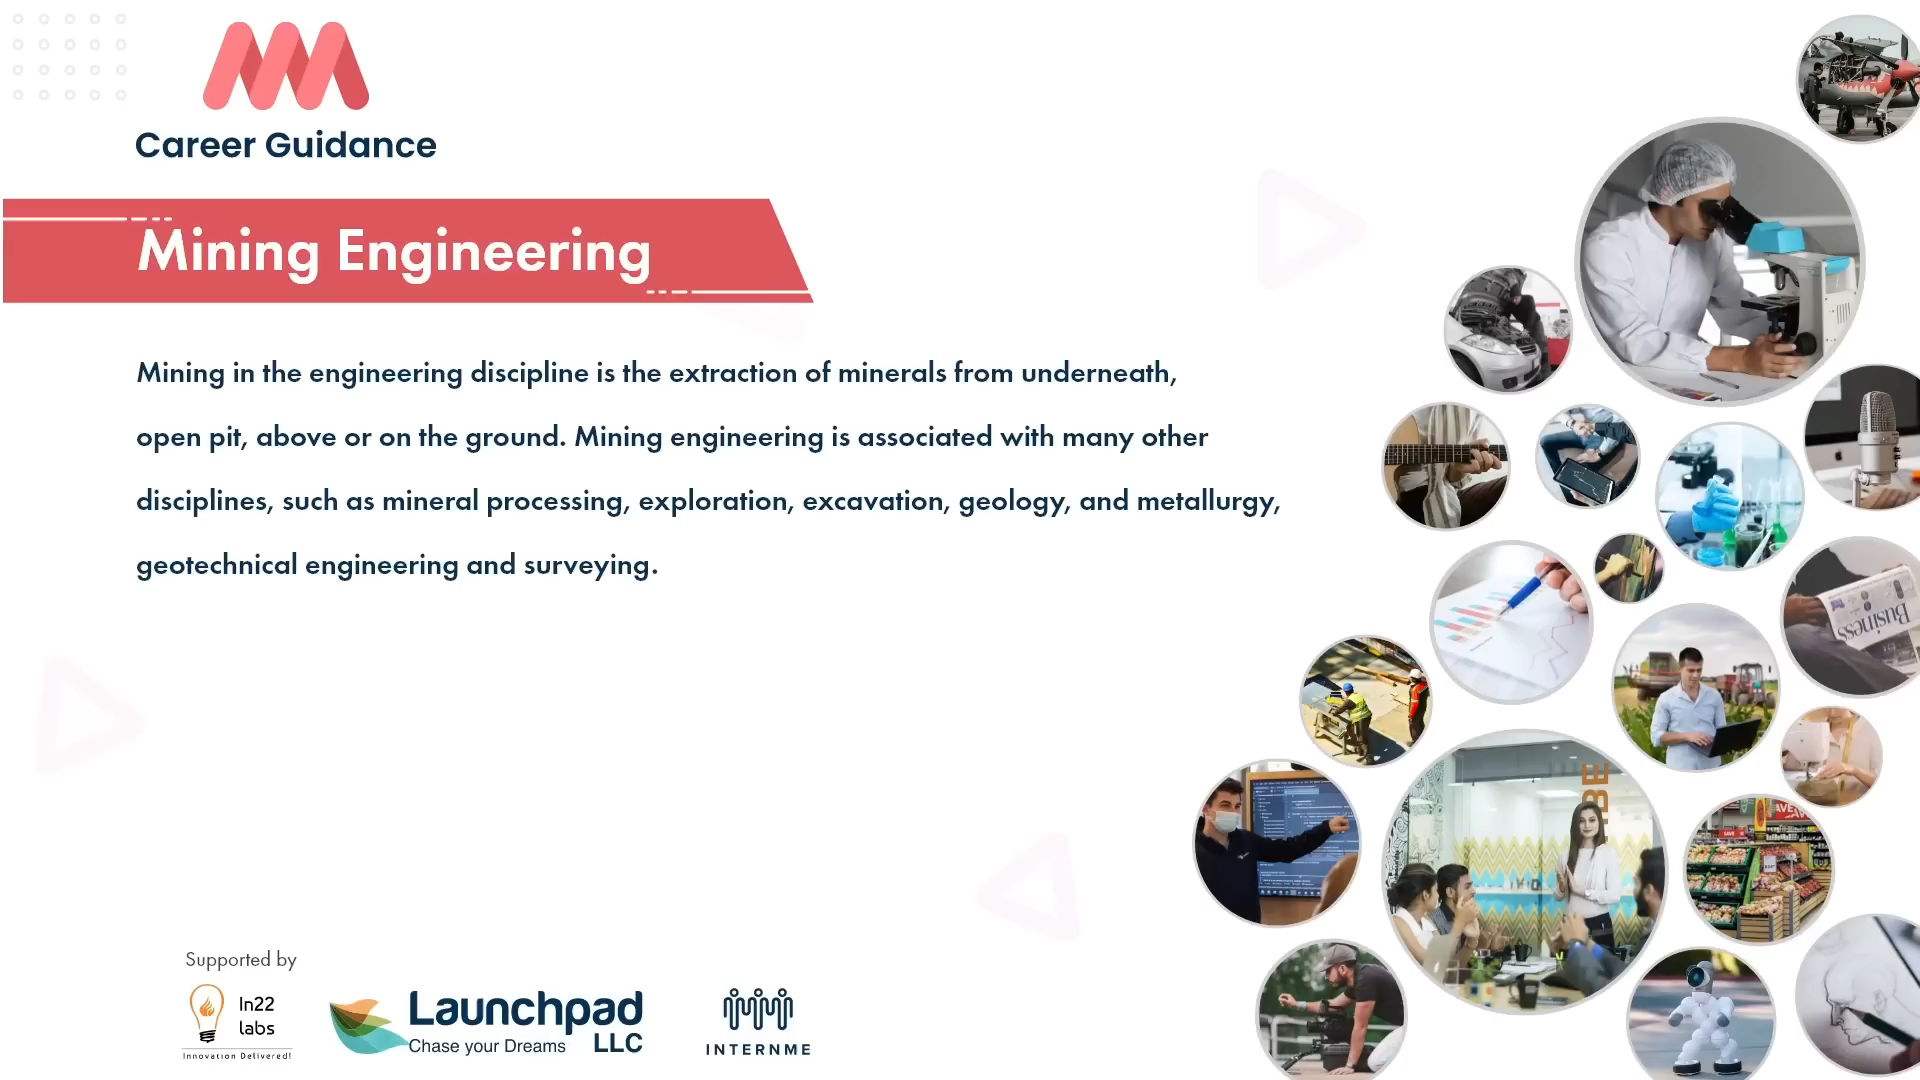 Career Guidance
Mining Engineering
Mining in the engineering discipline is the extraction of minerals from underneath,
open pit, above or on the ground. Mining engineering is associated with many other
disciplines, such as mineral processing, exploration, excavation, geology, and metallurgy,
geotechnical engineering and surveying.
Business
SAVE
Supported by
In22
labs
Innovation Delivered!
Launchpad
Chase your Dreams LLC
INTERNME